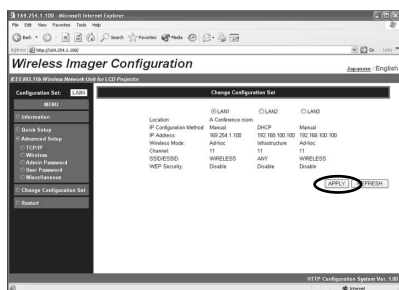 169.254.1.100 - Microsoft Internet Explorer
File Edit View Favorites Tools Help
Back Search Favorites Media
Address http://169.254.1.100/ Go Links
Wireless Imager Configuration
Japanese / English
IEEE802.11b Wireless Network Unit for LCD Projector
Configuration Set: LAN1
MENU
Information
Quick Setup
Advanced Setup
TCP/IP
Wireless
Admin Password
User Password
Miscellaneous
Change Configuration Set
Restart
Change Configuration Set
LAN1 LAN2 LAN3
Location: A Conference room
IP Configuration Method Manual DHCP Manual
IP Address: 169.254.1.100 192.168.100.100 192.168.100.100
Wireless Mode: Ad-hoc Infrastructure Ad-hoc
Channel: 11 11 11
SSID/ESSID: WIRELESS ANY WIRELESS
WEP Security: Disable Disable Disable
APPLY REFRESH
HTTP Configuration System Ver. 1.00
Internet